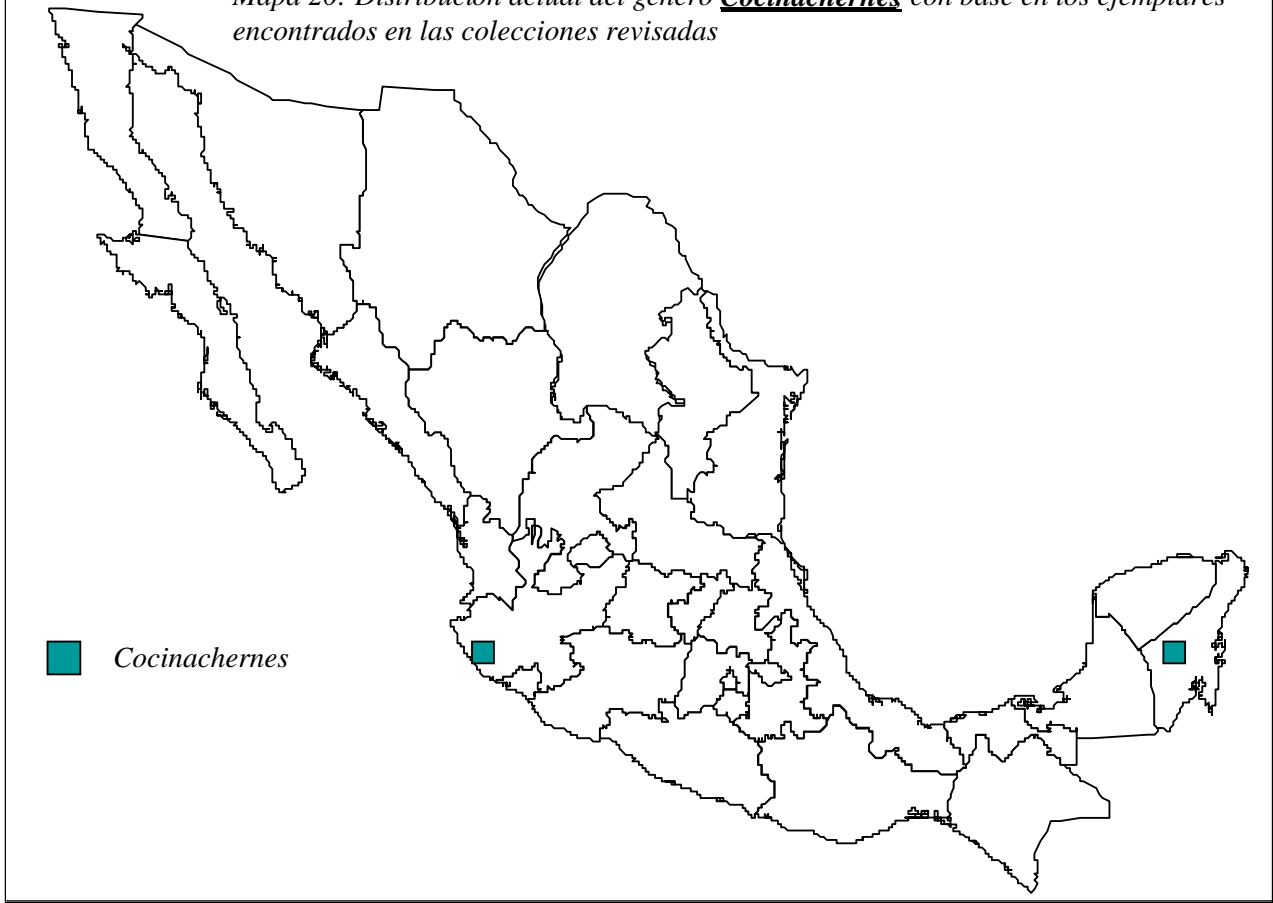 Mapa 20. Distribución actual del género Cocinachernes con base en los ejemplares
encontrados en las colecciones revisadas
Cocinachernes